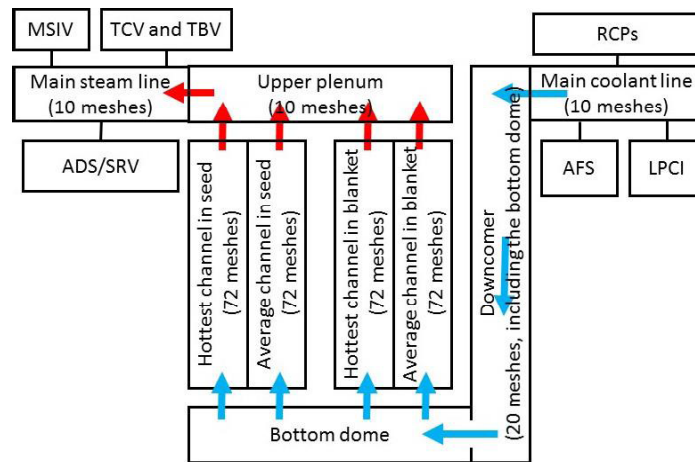 MSIV
TCV and TBV
RCPs
Main steam line
(10 meshes)
Upper plenum
(10 meshes)
Main coolant line
(10 meshes)
ADS/SRV
AFS
LPCI
Hottest channel in seed
(72 meshes)
Average channel in seed
(72 meshes)
Hottest channel in blanket
(72 meshes)
Average channel in blanket
(72 meshes)
Downcomer
(20 meshes, including the bottom dome)
Bottom dome